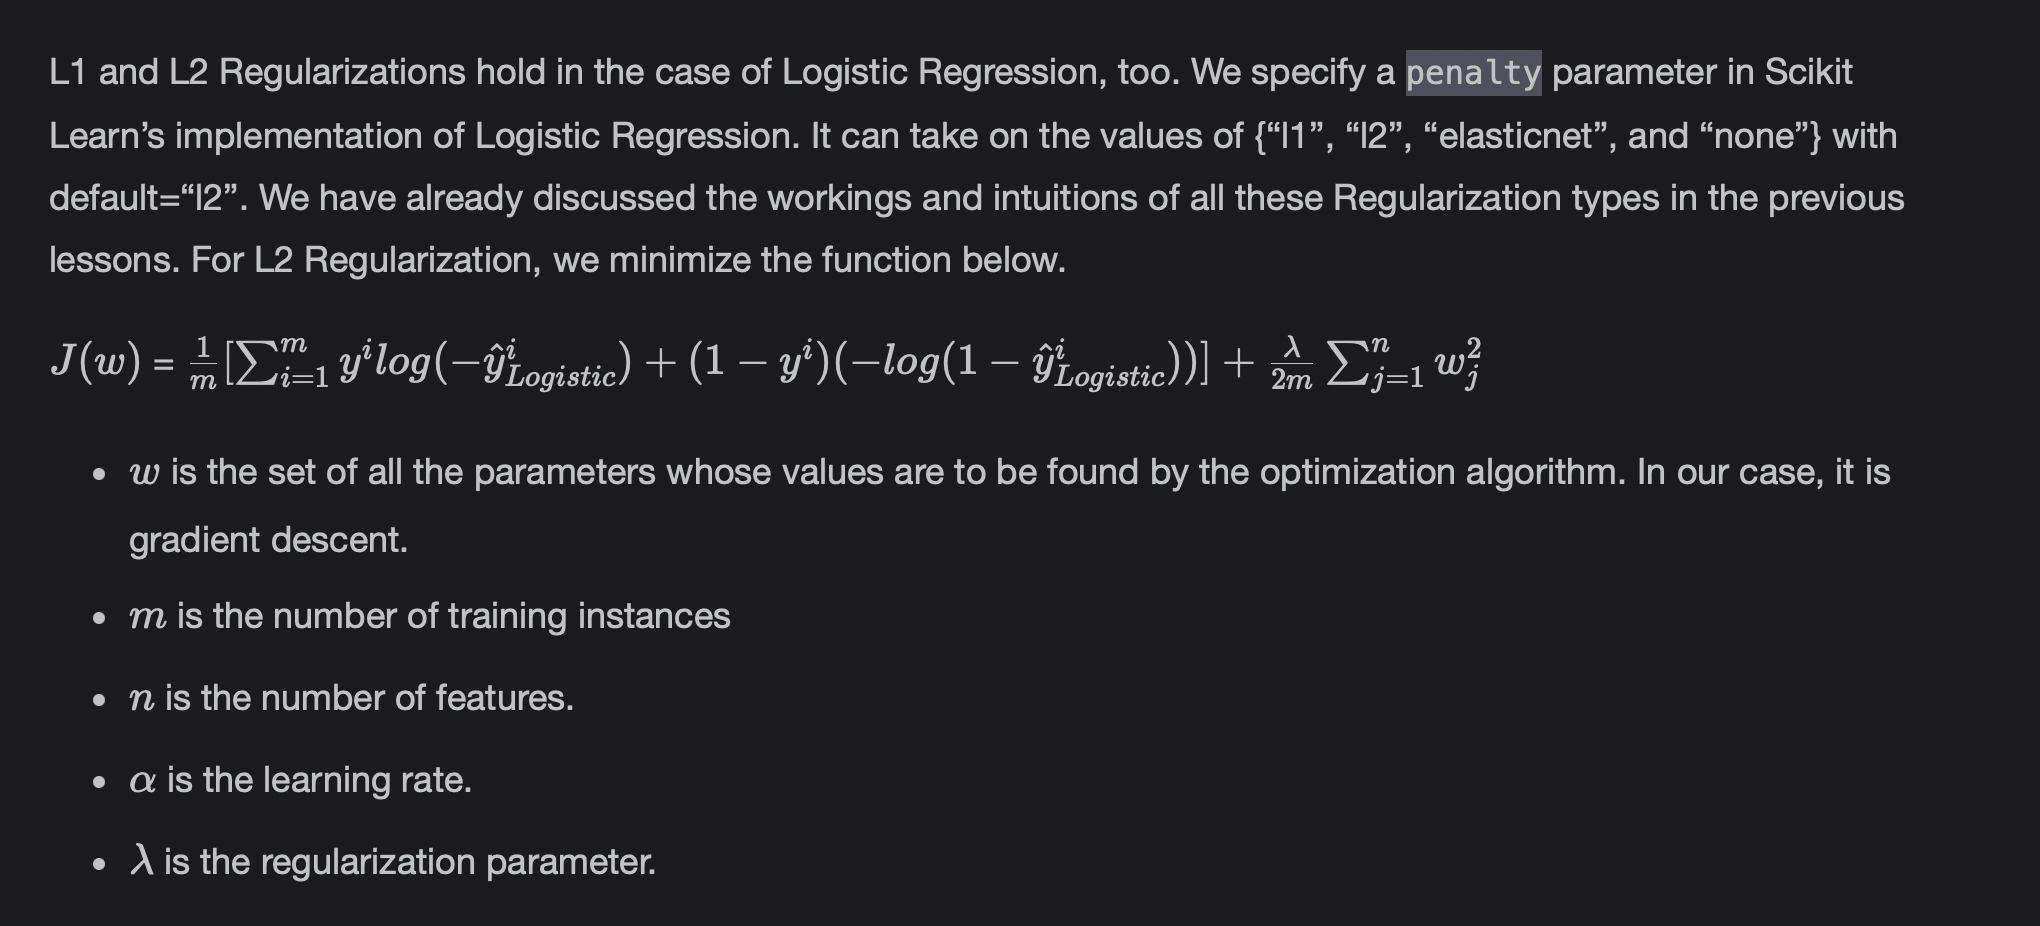 L1 and L2 Regularizations hold in the case of Logistic Regression, too. We specify a penalty parameter in Scikit
Learn’s implementation of Logistic Regression. It can take on the values of {“l1”, “l2”, “elasticnet”, and “none”} with
default=“l2”. We have already discussed the workings and intuitions of all these Regularization types in the previous
lessons. For L2 Regularization, we minimize the function below.
J(w) = \frac{1}{m}[\sum_{i=1}^{m} y^i log(-\hat{y}^i_{Logistic}) + (1 - y^i)(-log(1 - \hat{y}^i_{Logistic}))] + \frac{λ}{2m} \sum_{j=1}^{n} w_j^2
• w is the set of all the parameters whose values are to be found by the optimization algorithm. In our case, it is
gradient descent.
• m is the number of training instances
• n is the number of features.
• α is the learning rate.
• λ is the regularization parameter.